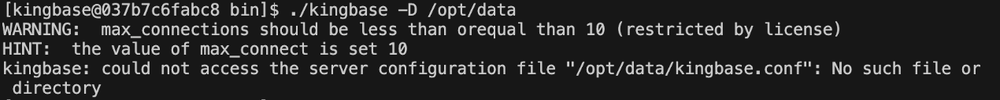 [kingbase@037b7c6fabc8 bin]$ ./kingbase -D /opt/data
WARNING:  max_connections should be less than orequal than 10 (restricted by license)
HINT:  the value of max_connect is set 10
kingbase: could not access the server configuration file "/opt/data/kingbase.conf": No such file or
 directory